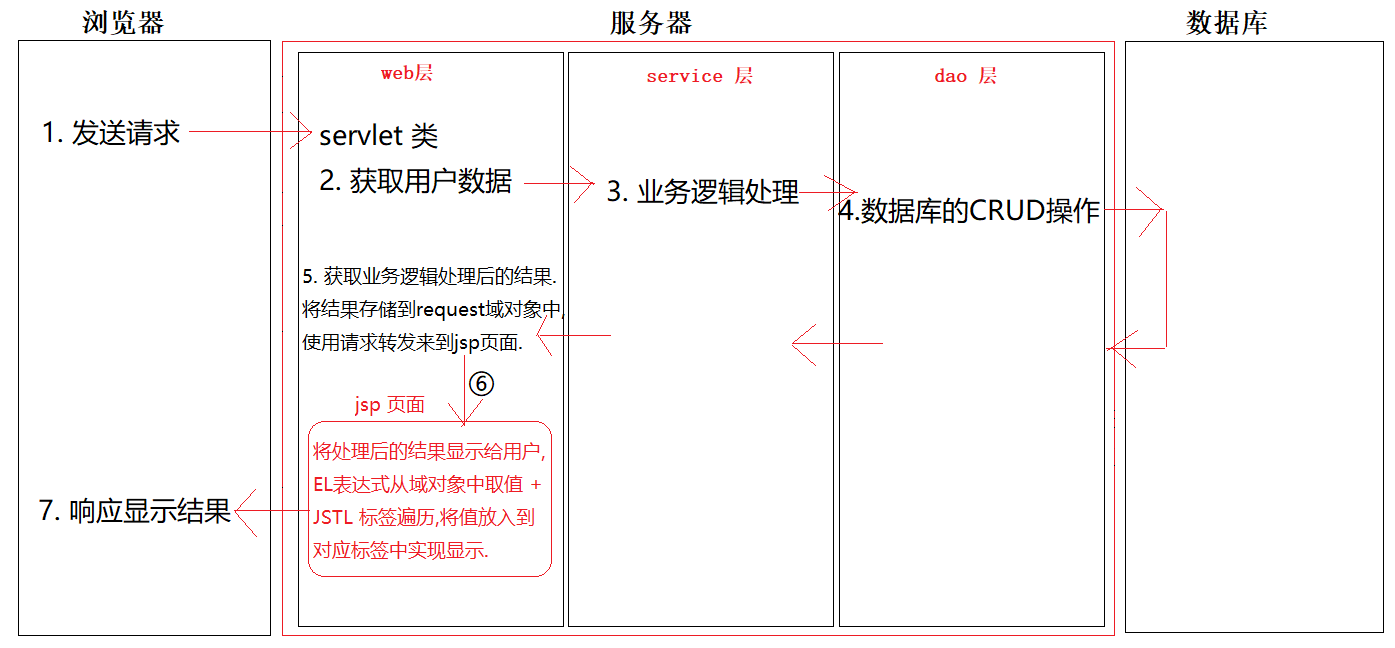 浏览器
服务器
数据库
web层
service 层
dao 层
1. 发送请求
servlet 类
2. 获取用户数据
3. 业务逻辑处理
4.数据库的CRUD操作
5. 获取业务逻辑处理后的结果.
将结果存储到request域对象中,
使用请求转发来到jsp页面.
⑥
jsp 页面
将处理后的结果显示给用户,
EL表达式从域对象中取值 +
JSTL 标签遍历,将值放入到
对应标签中实现显示.
7. 响应显示结果